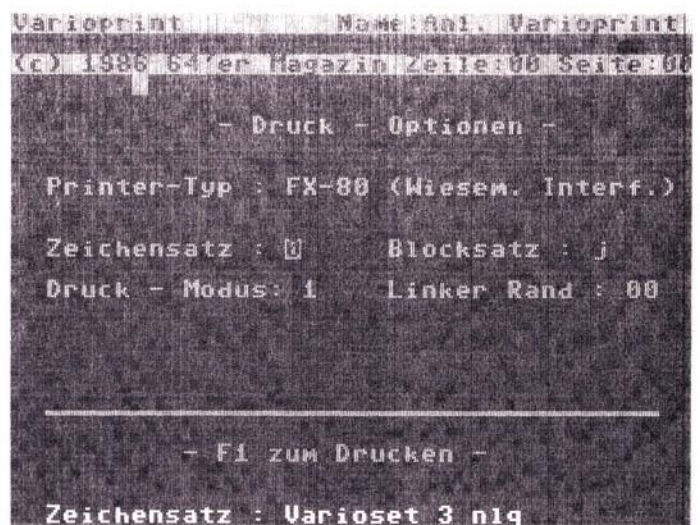 Varioprint Name:Anl. Varioprint
(c) 1986 64'er Magazin Zeile:00 Seite:00
- Druck - Optionen -
Printer-Typ : FX-80 (Wiesem. Interf.)
Zeichensatz : Blocksatz : j
Druck - Modus: 1 Linker Rand : 00
- F1 zum Drucken -
Zeichensatz : Varioset 3 nlq